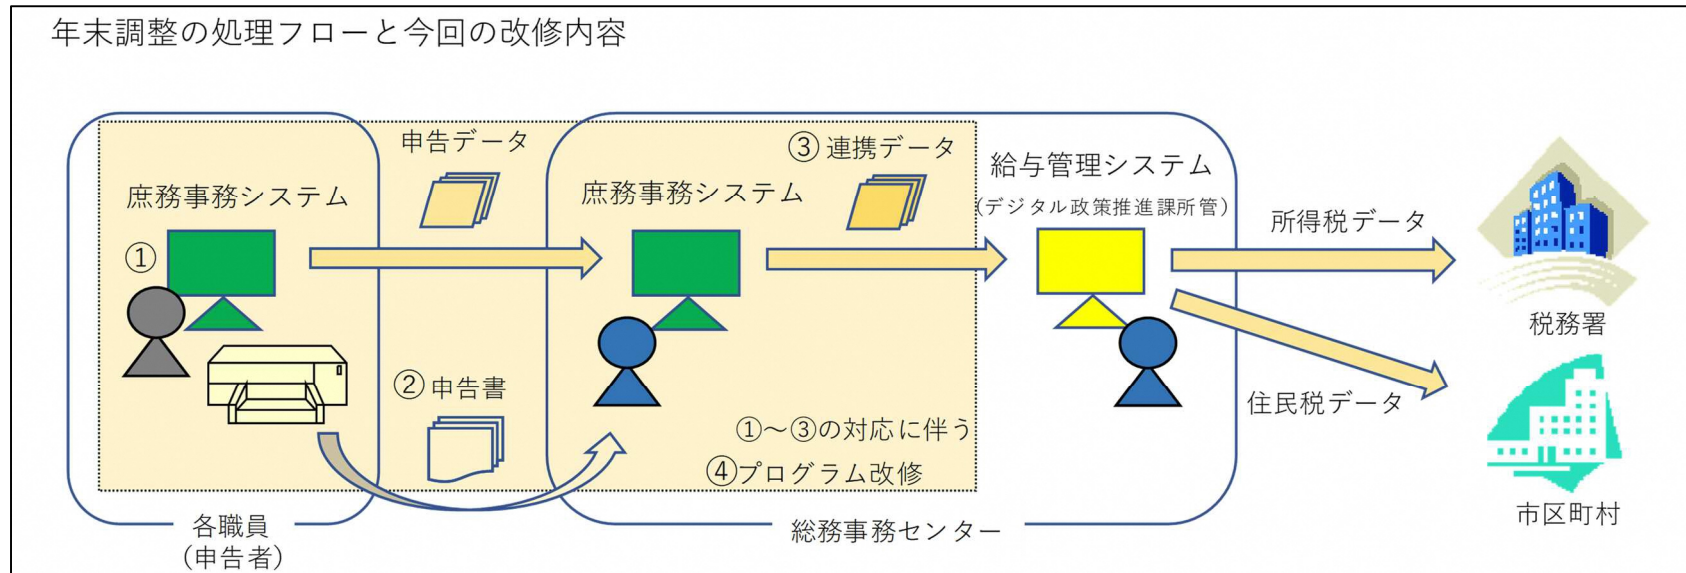 年末調整の処理フローと今回の改修内容
申告データ
③連携データ
庶務事務システム
庶務事務システム
給与管理システム
(デジタル政策推進課所管)
所得税データ
①
税務署
②申告書
住民税データ
①～③の対応に伴う
④プログラム改修
市区町村
各職員
(申告者)
総務事務センター